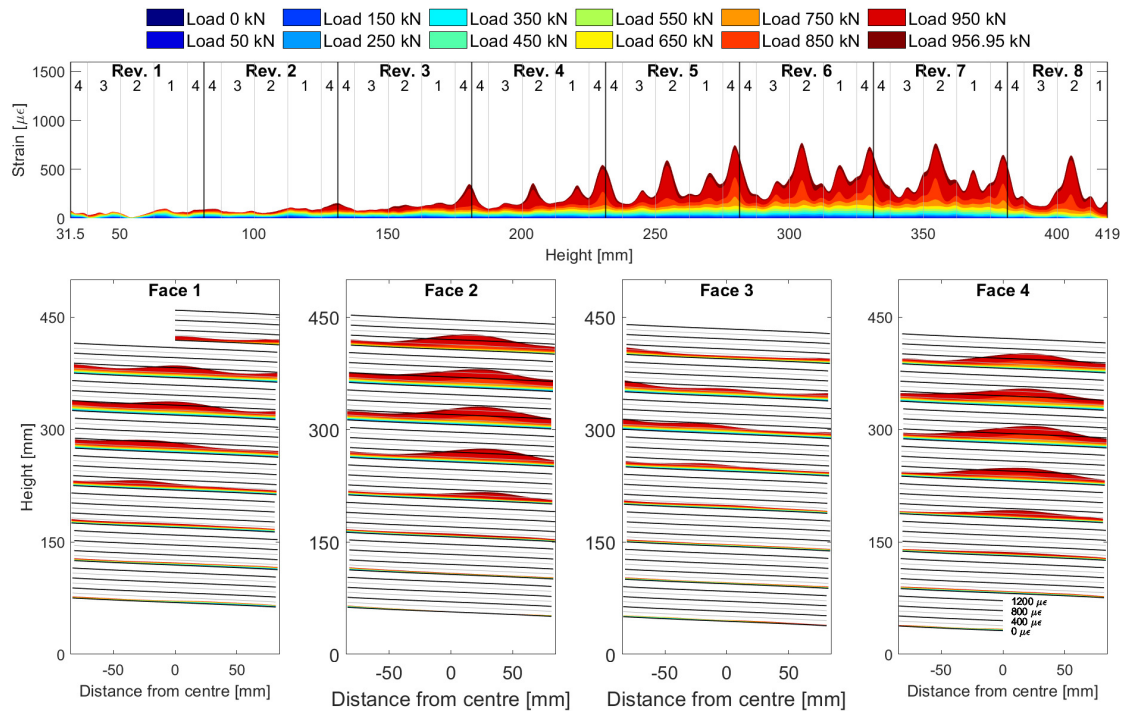 Load 0 kN Load 150 kN Load 350 kN Load 550 kN Load 750 kN Load 950 kN
Load 50 kN Load 250 kN Load 450 kN Load 650 kN Load 850 kN Load 956.95 kN
1500
1000
500
0
Strain [με]
Rev. 1 Rev. 2 Rev. 3 Rev. 4 Rev. 5 Rev. 6 Rev. 7 Rev. 8
4 3 2 1 4 3 2 1 4 3 2 1 4 3 2 1 4 3 2 1 4 3 2 1 4 3 2 1 4 3 2 1
31.5 50 100 150 200 250 300 350 400 419
Height [mm]
Face 1
450
300
150
0
Height [mm]
-50 0 50
Distance from centre [mm]
Face 2
450
300
150
0
-50 0 50
Distance from centre [mm]
Face 3
450
300
150
0
-50 0 50
Distance from centre [mm]
Face 4
450
300
150
0
1200 με
800 με
400 με
0 με
-50 0 50
Distance from centre [mm]